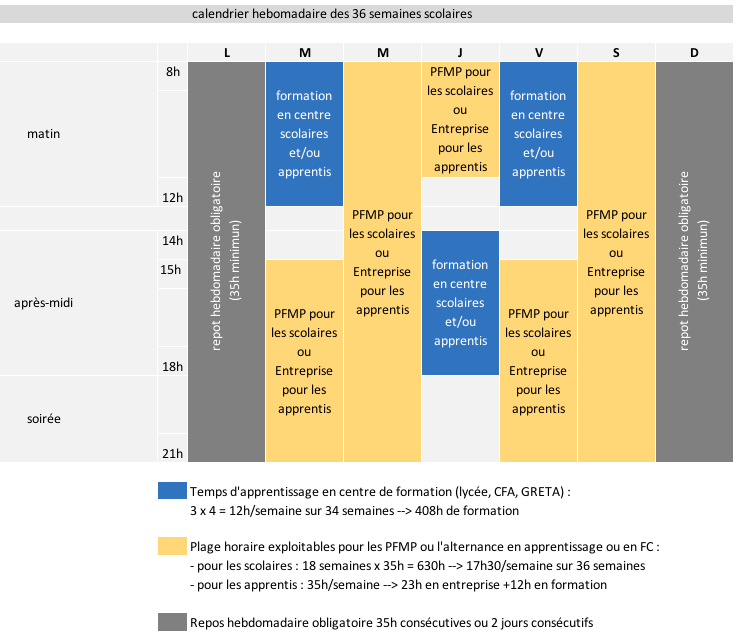 calendrier hebomadaire des 36 semaines scolaires
L M M J V S D
matin
8h
12h
après-midi
14h
15h
18h
soirée
21h
repot hebdomadaire obligatoire
(35h minimun)
formation
en centre
scolaires
et/ou
apprentis
PFMP pour
les scolaires
ou
Entreprise
pour les
apprentis
PFMP pour
les scolaires
ou
Entreprise
pour les
apprentis
PFMP pour
les scolaires
ou
Entreprise
pour les
apprentis
formation
en centre
scolaires
et/ou
apprentis
formation
en centre
scolaires
et/ou
apprentis
PFMP pour
les scolaires
ou
Entreprise
pour les
apprentis
PFMP pour
les scolaires
ou
Entreprise
pour les
apprentis
repot hebdomadaire obligatoire
(35h minimun)
Temps d'apprentissage en centre de formation (lycée, CFA, GRETA) :
3 x 4 = 12h/semaine sur 34 semaines --> 408h de formation
Plage horaire exploitables pour les PFMP ou l'alternance en apprentissage ou en FC :
- pour les scolaires : 18 semaines x 35h = 630h --> 17h30/semaine sur 36 semaines
- pour les apprentis : 35h/semaine --> 23h en entreprise +12h en formation
Repos hebdomadaire obligatoire 35h consécutives ou 2 jours consécutifs